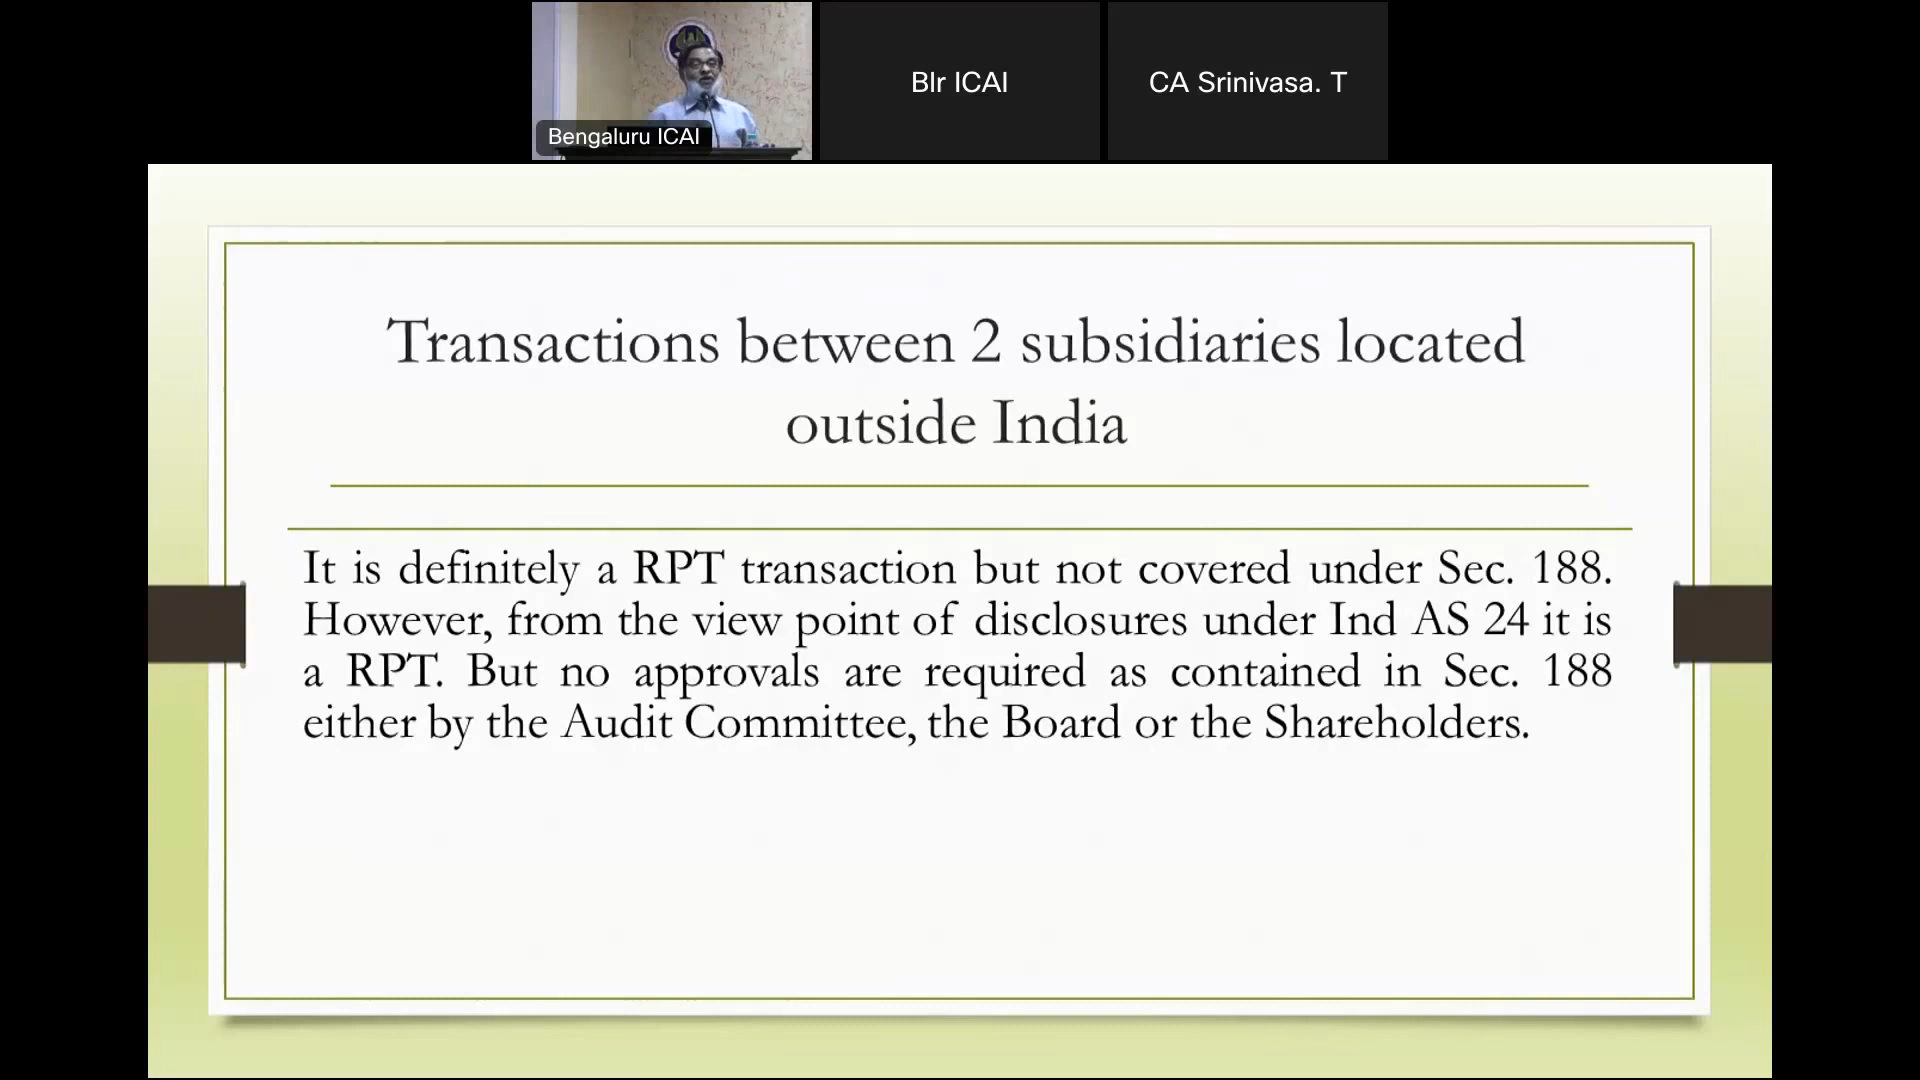 Bengaluru ICAI
Blr ICAI
CA Srinivasa. T
Transactions between 2 subsidiaries located
outside India
It is definitely a RPT transaction but not covered under Sec. 188.
However, from the view point of disclosures under Ind AS 24 it is
a RPT. But no approvals are required as contained in Sec. 188
either by the Audit Committee, the Board or the Shareholders.